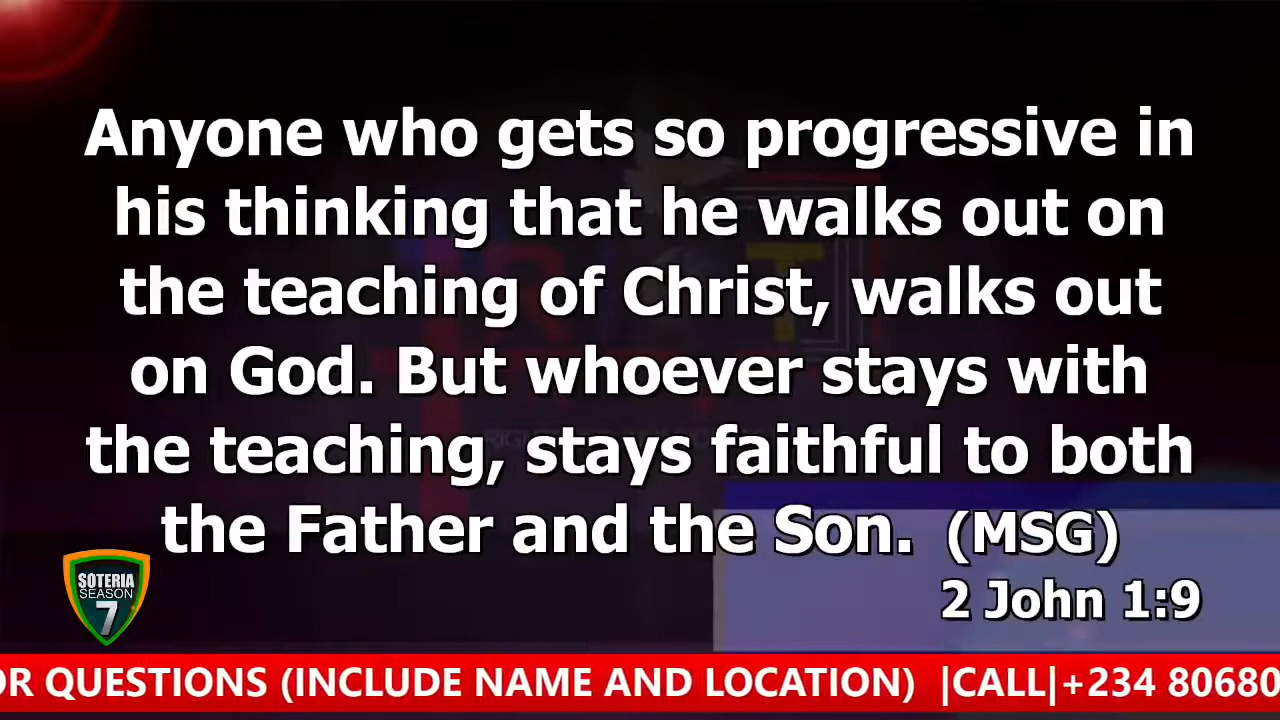 Anyone who gets so progressive in
his thinking that he walks out on
the teaching of Christ, walks out
on God. But whoever stays with
the teaching, stays faithful to both
the Father and the Son. (MSG)
2 John 1:9
SOTERIA
SEASON
7
OR QUESTIONS (INCLUDE NAME AND LOCATION) |CALL|+234 80680